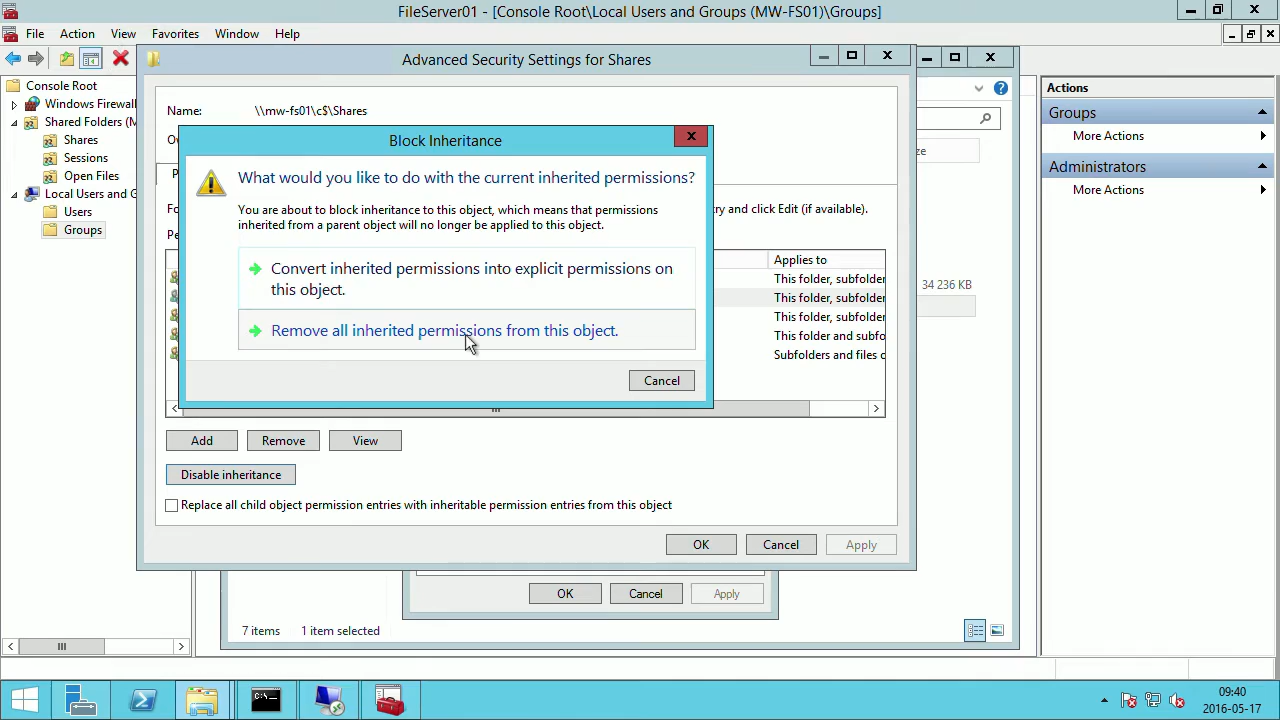 FileServer01 - [Console Root\Local Users and Groups (MW-FS01)\Groups]
File Action View Favorites Window Help
Console Root
Windows Firewal
Shared Folders (M
Shares
Sessions
Open Files
Local Users and G
Users
Groups
Advanced Security Settings for Shares
Name: \\mw-fs01\c$\Shares
Block Inheritance
What would you like to do with the current inherited permissions?
You are about to block inheritance to this object, which means that permissions
inherited from a parent object will no longer be applied to this object.
Convert inherited permissions into explicit permissions on
this object.
Remove all inherited permissions from this object.
Cancel
ry and click Edit (if available).
Applies to
This folder, subfolder
This folder, subfolder
This folder, subfolder
This folder and subfo
Subfolders and files o
Add Remove View
Disable inheritance
Replace all child object permission entries with inheritable permission entries from this object
OK Cancel Apply
OK Cancel Apply
34 236 KB
7 items 1 item selected
Actions
Groups
More Actions
Administrators
More Actions
09:40
2016-05-17